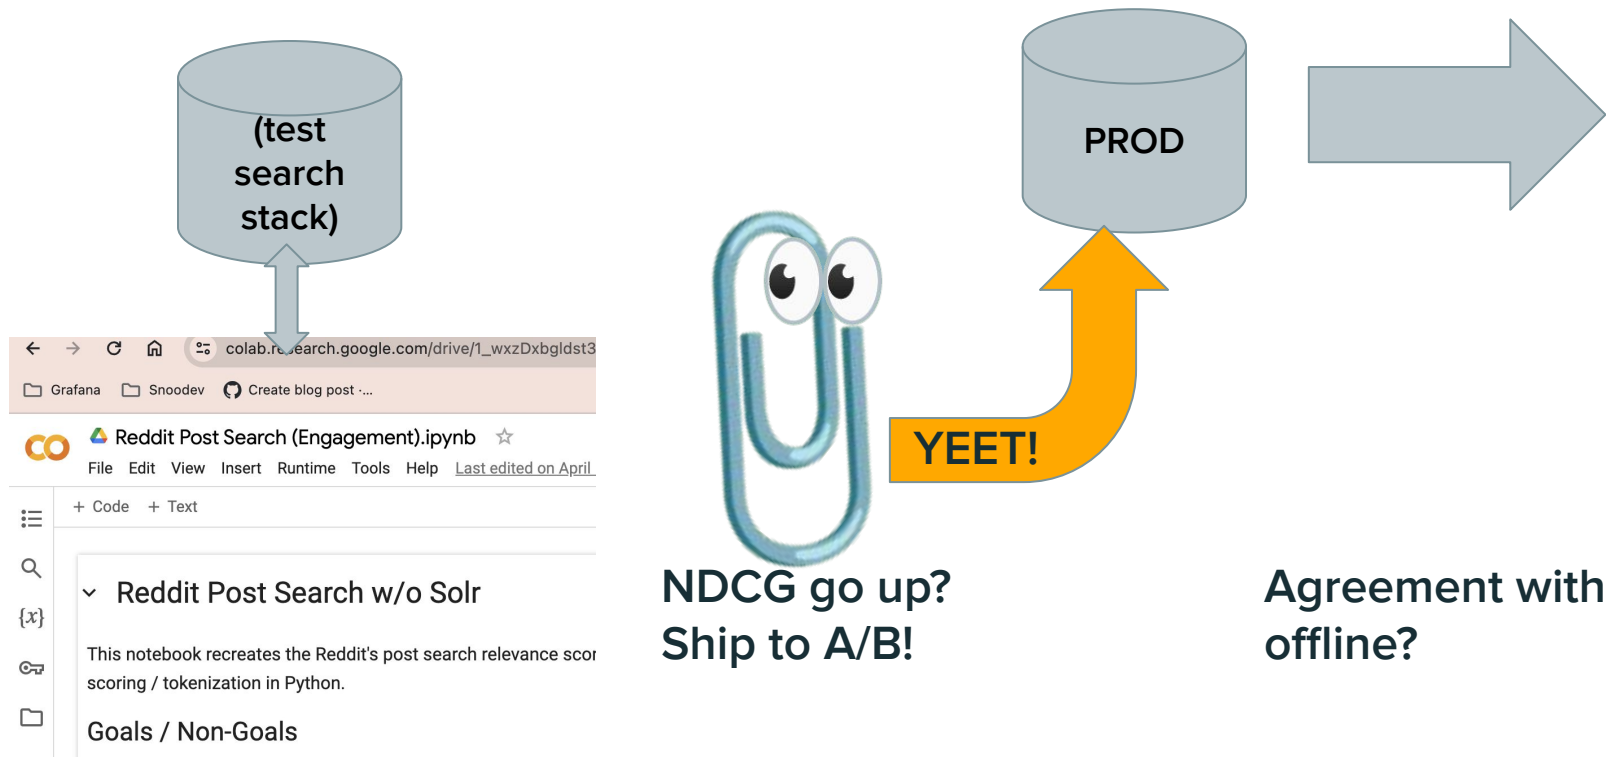 (test
search
stack)
PROD
colab.research.google.com/drive/1_wxzDxbgldst3
Grafana Snoodev Create blog post ·...
Reddit Post Search (Engagement).ipynb
File Edit View Insert Runtime Tools Help Last edited on April
+ Code + Text
Reddit Post Search w/o Solr
{x}
This notebook recreates the Reddit's post search relevance scor
scoring / tokenization in Python.
Goals / Non-Goals
YEET!
NDCG go up?
Ship to A/B!
Agreement with
offline?